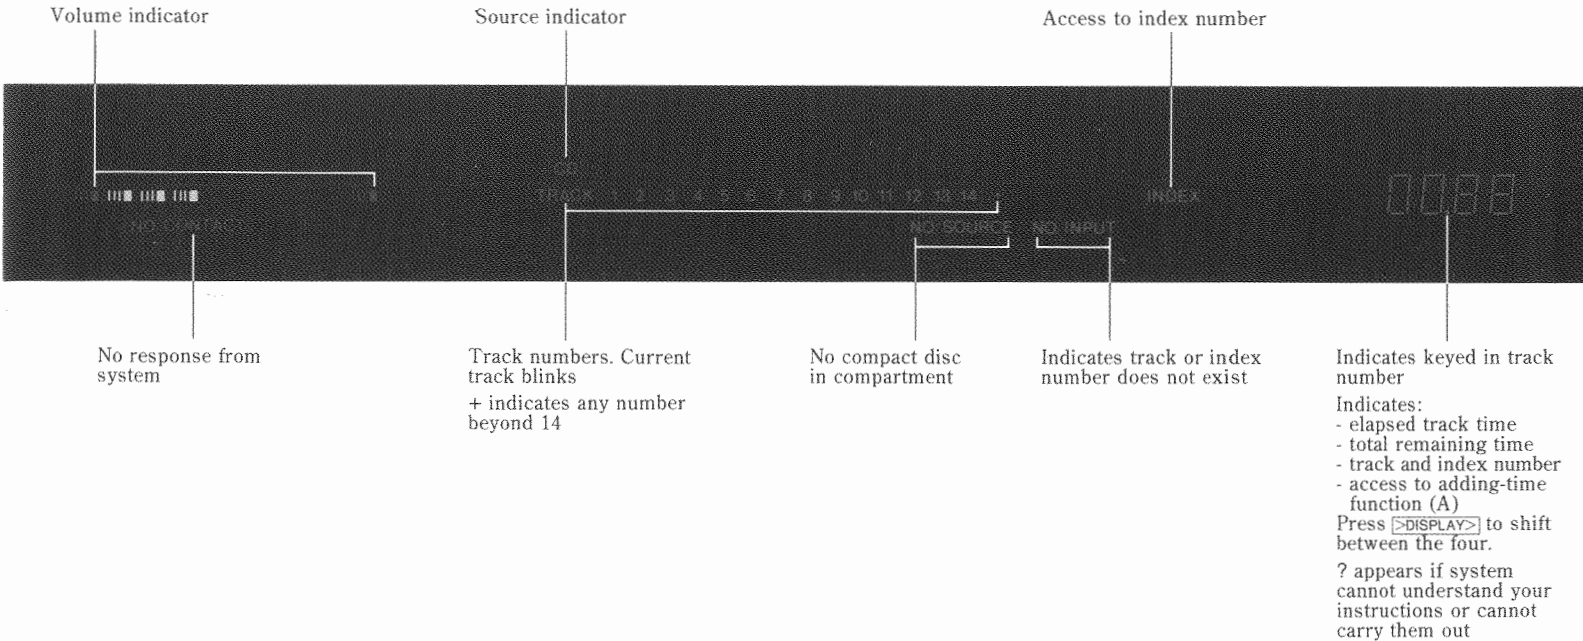 Volume indicator
Source indicator
Access to index number
CD
TRACK 1 2 3 4 5 6 7 8 9 10 11 12 13 14
INDEX
NO CONTACT
NO SOURCE
NO INPUT
No response from
system
Track numbers. Current
track blinks
+ indicates any number
beyond 14
No compact disc
in compartment
Indicates track or index
number does not exist
Indicates keyed in track
number
Indicates:
- elapsed track time
- total remaining time
- track and index number
- access to adding-time
function (A)
Press >DISPLAY> to shift
between the four.
? appears if system
cannot understand your
instructions or cannot
carry them out